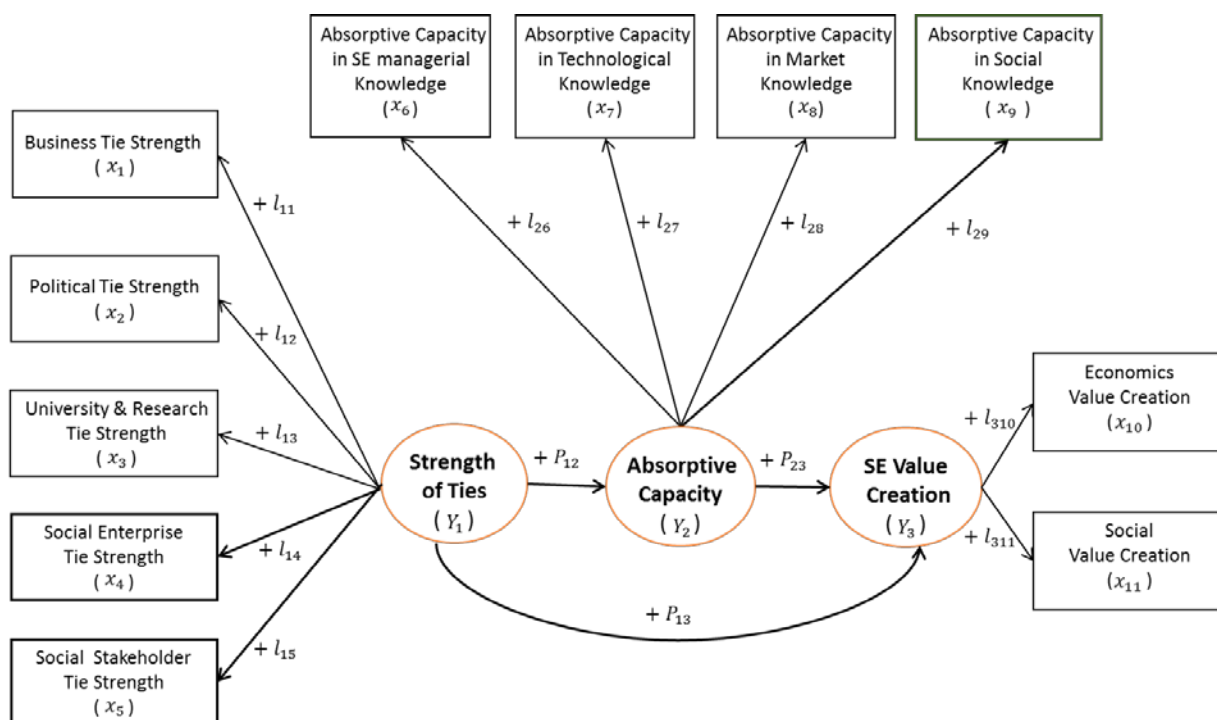 Absorptive Capacity
in SE managerial
Knowledge
( x₆ )
Absorptive Capacity
in Technological
Knowledge
( x₇ )
Absorptive Capacity
in Market
Knowledge
( x₈)
Absorptive Capacity
in Social
Knowledge
( x₉ )
Business Tie Strength
( x₁ )
Political Tie Strength
( x₂ )
University & Research
Tie Strength
( x₃ )
Social Enterprise
Tie Strength
( x₄ )
Social Stakeholder
Tie Strength
( x₅ )
+ l₁₁
+ l₁₂
+ l₁₃
+ l₁₄
+ l₁₅
+ l₂₆
+ l₂₇
+ l₂₈
+ l₂₉
Strength
of Ties
( Y₁ )
+ P₁₂
Absorptive
Capacity
( Y₂ )
+ P₂₃
SE Value
Creation
( Y₃ )
+ P₁₃
+ l₃₁₀
+ l₃₁₁
Economics
Value Creation
(x₁₀)
Social
Value Creation
(x₁₁)